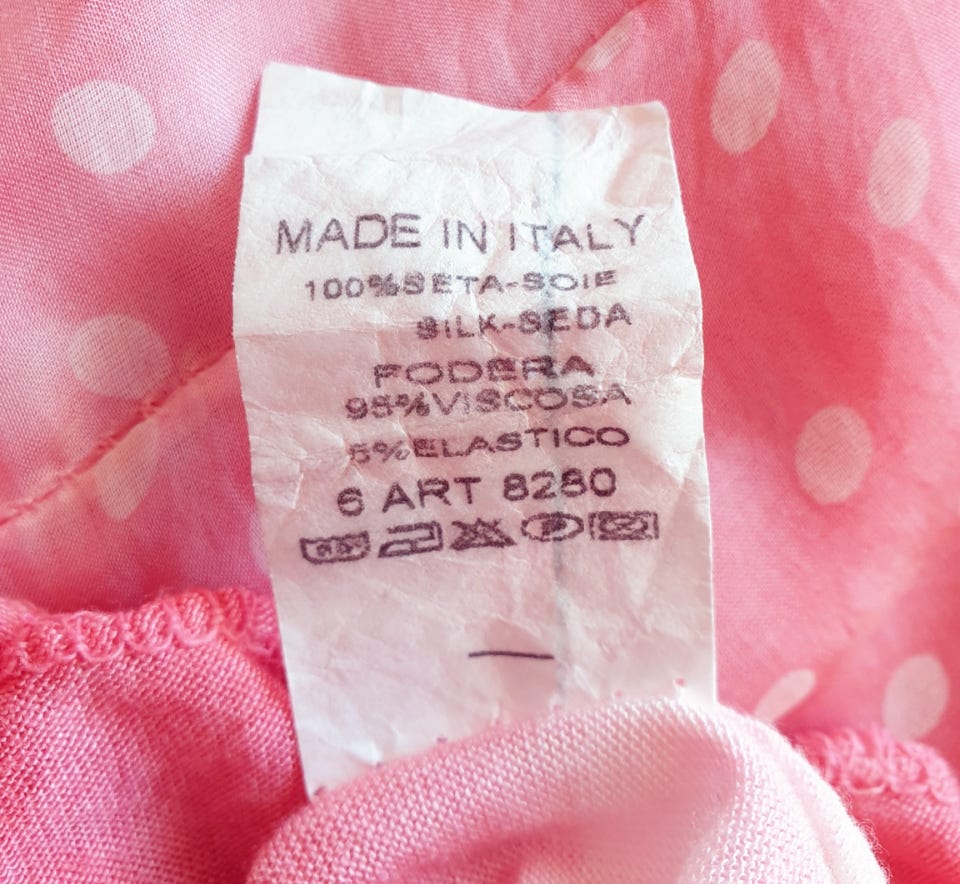 MADE IN ITALY
100%SETA-SOIE
SILK-SEDA
FODERA
95%VISCOSA
5%ELASTICO
6 ART 8280